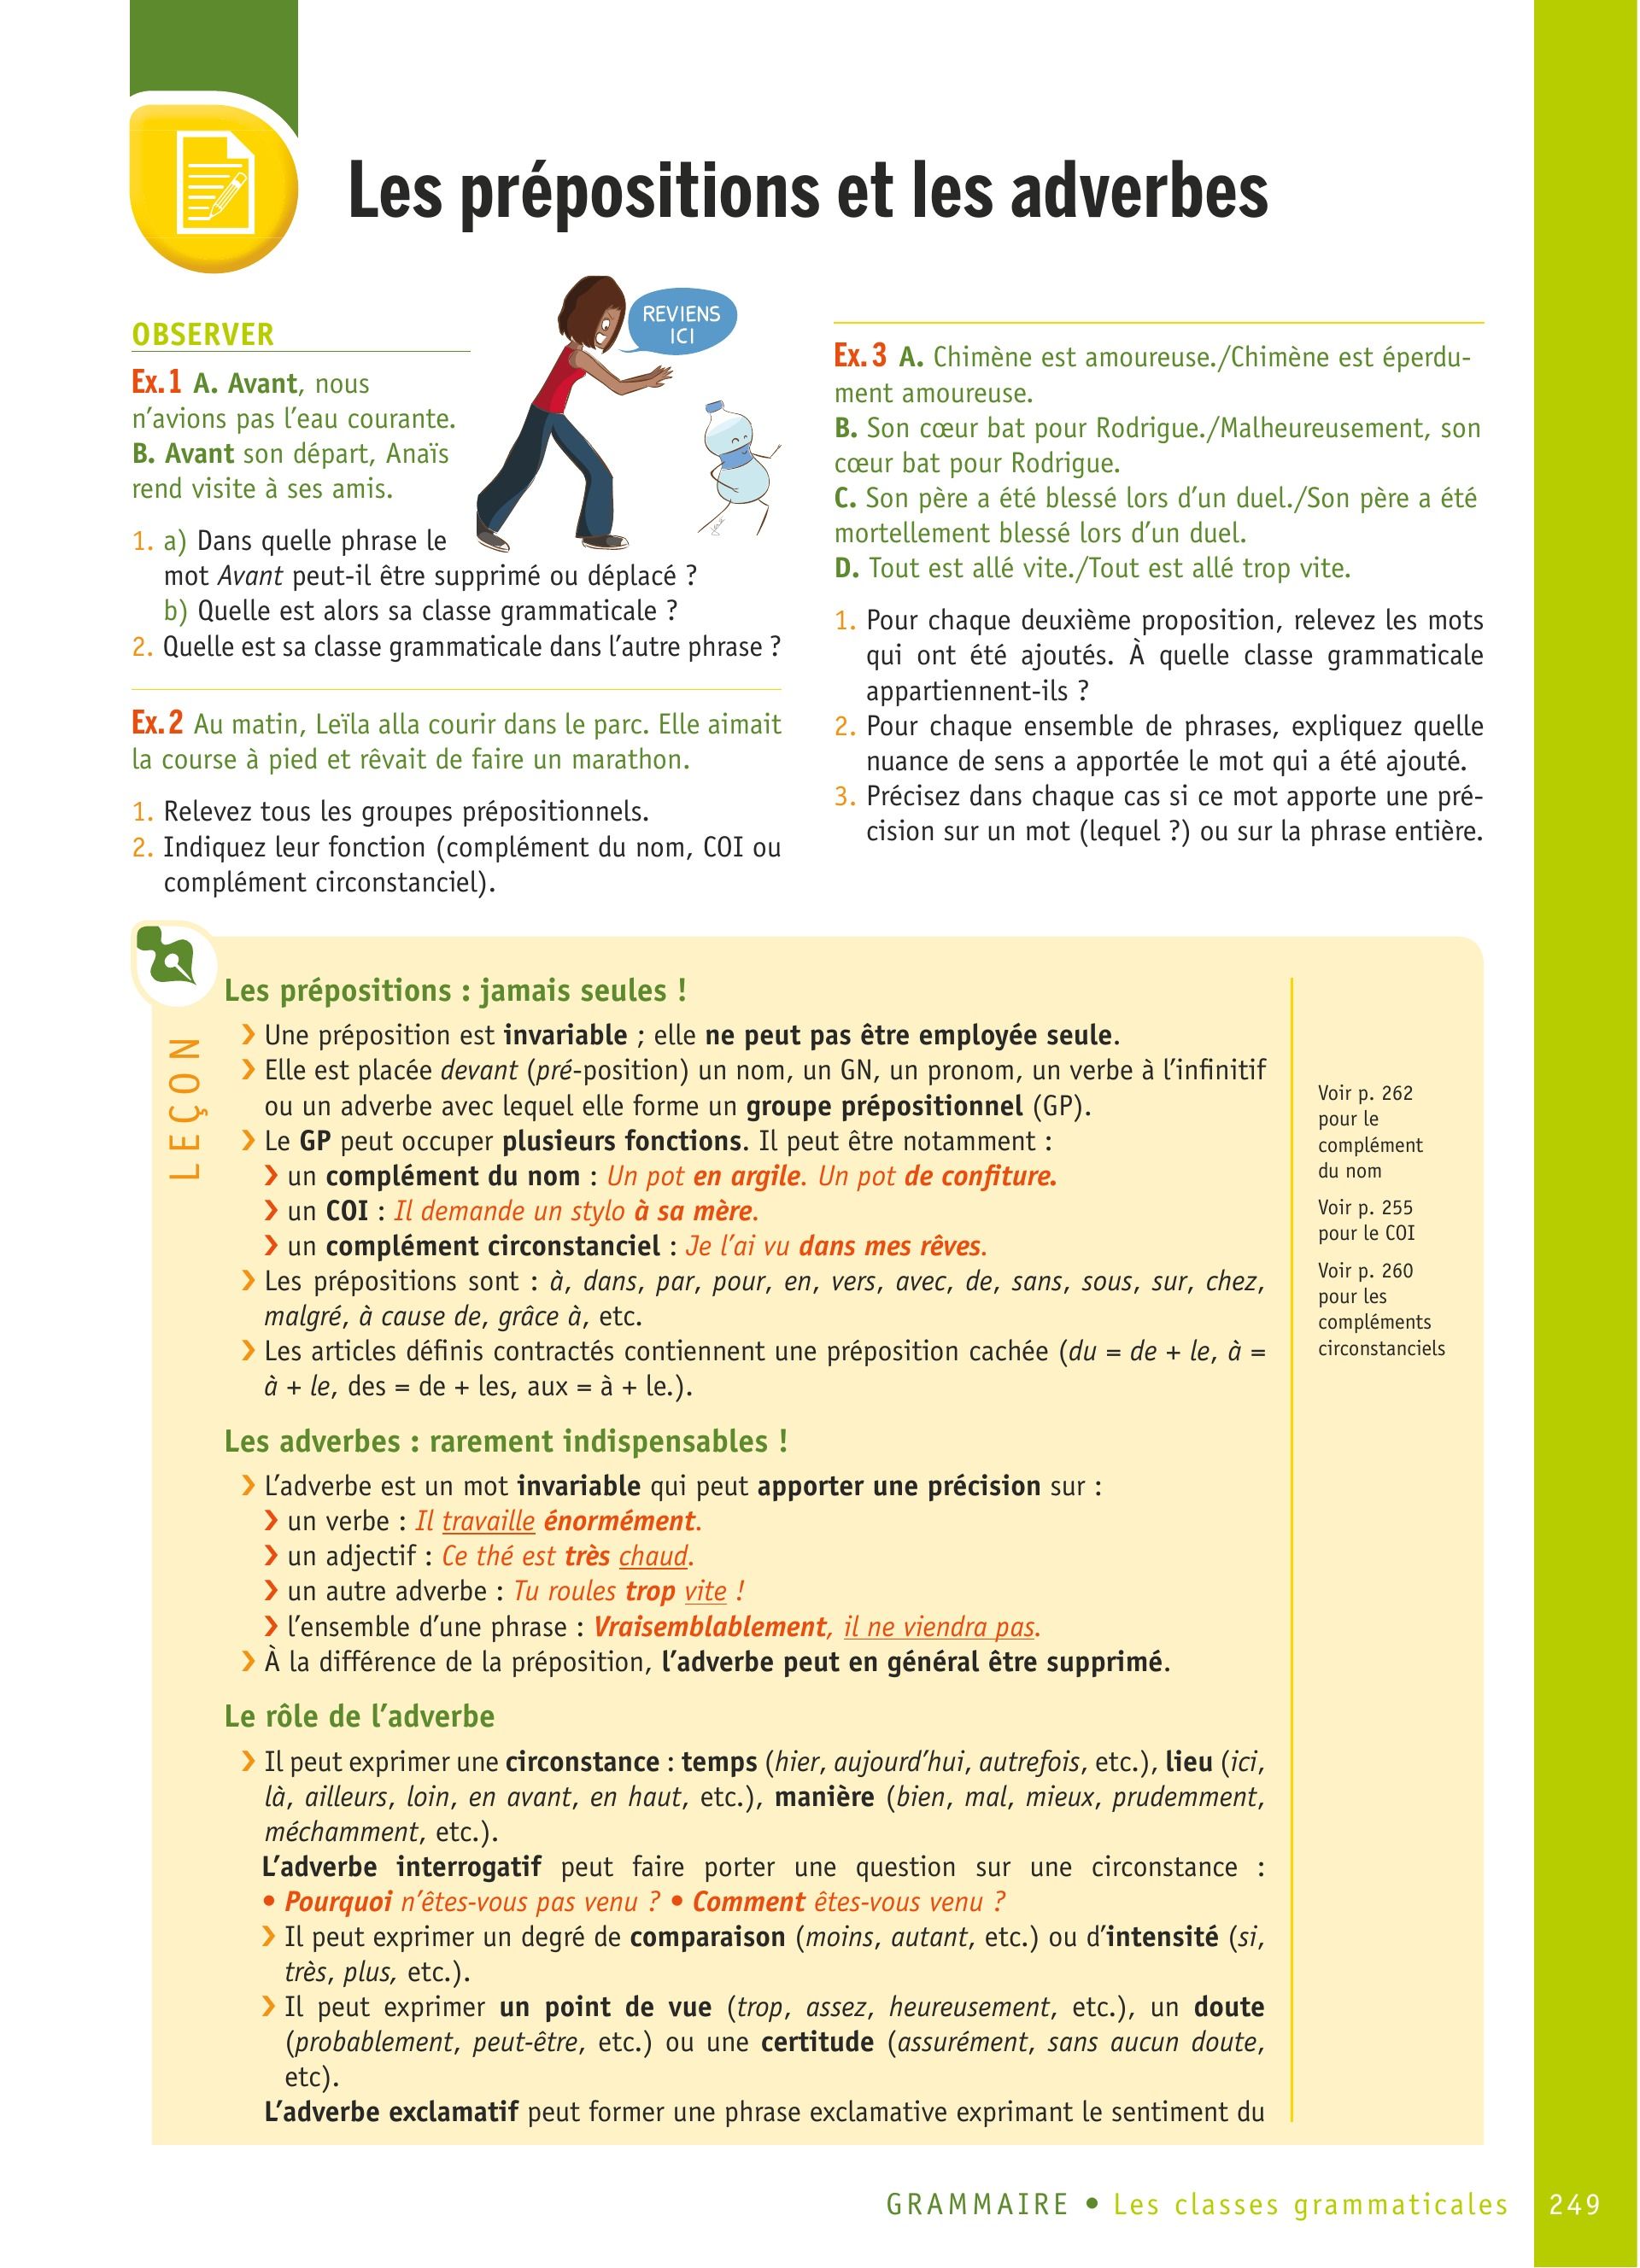 Les prépositions et les adverbes
OBSERVER
Ex.1 A. Avant, nous
n'avions pas l'eau courante.
B. Avant son départ, Anaïs
rend visite à ses amis.
REVIENS
ICI
1. a) Dans quelle phrase le
mot Avant peut-il être supprimé ou déplacé ?
b) Quelle est alors sa classe grammaticale ?
2. Quelle est sa classe grammaticale dans l'autre phrase ?
Ex.2 Au matin, Leïla alla courir dans le parc. Elle aimait
la course à pied et rêvait de faire un marathon.
1. Relevez tous les groupes prépositionnels.
2. Indiquez leur fonction (complément du nom, COI ou
complément circonstanciel).
Ex.3 A. Chimène est amoureuse./Chimène est éperdu-
ment amoureuse.
B. Son cœur bat pour Rodrigue./Malheureusement, son
cœur bat pour Rodrigue.
C. Son père a été blessé lors d'un duel./Son père a été
mortellement blessé lors d'un duel.
D. Tout est allé vite./Tout est allé trop vite.
1. Pour chaque deuxième proposition, relevez les mots
qui ont été ajoutés. À quelle classe grammaticale
appartiennent-ils ?
2. Pour chaque ensemble de phrases, expliquez quelle
nuance de sens a apportée le mot qui a été ajouté.
3. Précisez dans chaque cas si ce mot apporte une pré-
cision sur un mot (lequel ?) ou sur la phrase entière.
LEÇON
Les prépositions : jamais seules !
› Une préposition est invariable ; elle ne peut pas être employée seule.
› Elle est placée devant (pré-position) un nom, un GN, un pronom, un verbe à l'infinitif
ou un adverbe avec lequel elle forme un groupe prépositionnel (GP).
› Le GP peut occuper plusieurs fonctions. Il peut être notamment :
› un complément du nom : Un pot en argile. Un pot de confiture.
› un COI : Il demande un stylo à sa mère.
› un complément circonstanciel : Je l'ai vu dans mes rêves.
› Les prépositions sont : à, dans, par, pour, en, vers, avec, de, sans, sous, sur, chez,
malgré, à cause de, grâce à, etc.
› Les articles définis contractés contiennent une préposition cachée (du = de + le, à =
à + le, des = de + les, aux = à + le.).
Les adverbes : rarement indispensables !
› L'adverbe est un mot invariable qui peut apporter une précision sur :
› un verbe : Il travaille énormément.
› un adjectif : Ce thé est très chaud.
› un autre adverbe : Tu roules trop vite !
› l'ensemble d'une phrase : Vraisemblablement, il ne viendra pas.
› À la différence de la préposition, l'adverbe peut en général être supprimé.
Le rôle de l'adverbe
› Il peut exprimer une circonstance : temps (hier, aujourd'hui, autrefois, etc.), lieu (ici,
là, ailleurs, loin, en avant, en haut, etc.), manière (bien, mal, mieux, prudemment,
méchamment, etc.).
L'adverbe interrogatif peut faire porter une question sur une circonstance :
• Pourquoi n'êtes-vous pas venu ? • Comment êtes-vous venu ?
› Il peut exprimer un degré de comparaison (moins, autant, etc.) ou d'intensité (si,
très, plus, etc.).
› Il peut exprimer un point de vue (trop, assez, heureusement, etc.), un doute
(probablement, peut-être, etc.) ou une certitude (assurément, sans aucun doute,
etc).
L'adverbe exclamatif peut former une phrase exclamative exprimant le sentiment du
Voir p. 262
pour le
complément
du nom
Voir p. 255
pour le COI
Voir p. 260
pour les
compléments
circonstanciels
GRAMMAIRE • Les classes grammaticales 249